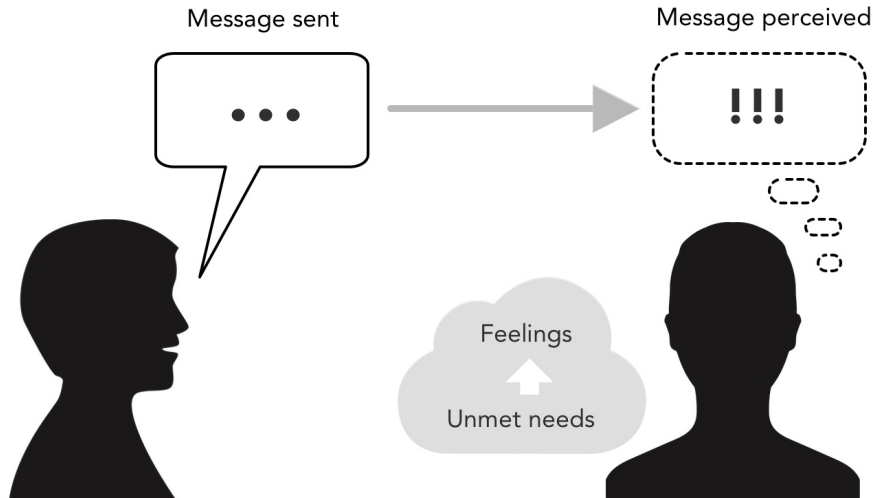 Message sent
Message perceived
• • •
!!!
Feelings
Unmet needs